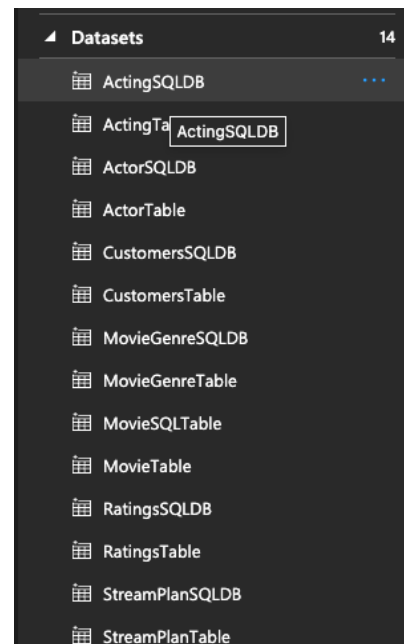 Datasets 14
ActingSQLDB ...
ActingTa
ActingSQLDB
ActorSQLDB
ActorTable
CustomersSQLDB
CustomersTable
MovieGenreSQLDB
MovieGenreTable
MovieSQLTable
MovieTable
RatingsSQLDB
RatingsTable
StreamPlanSQLDB
StreamPlanTable